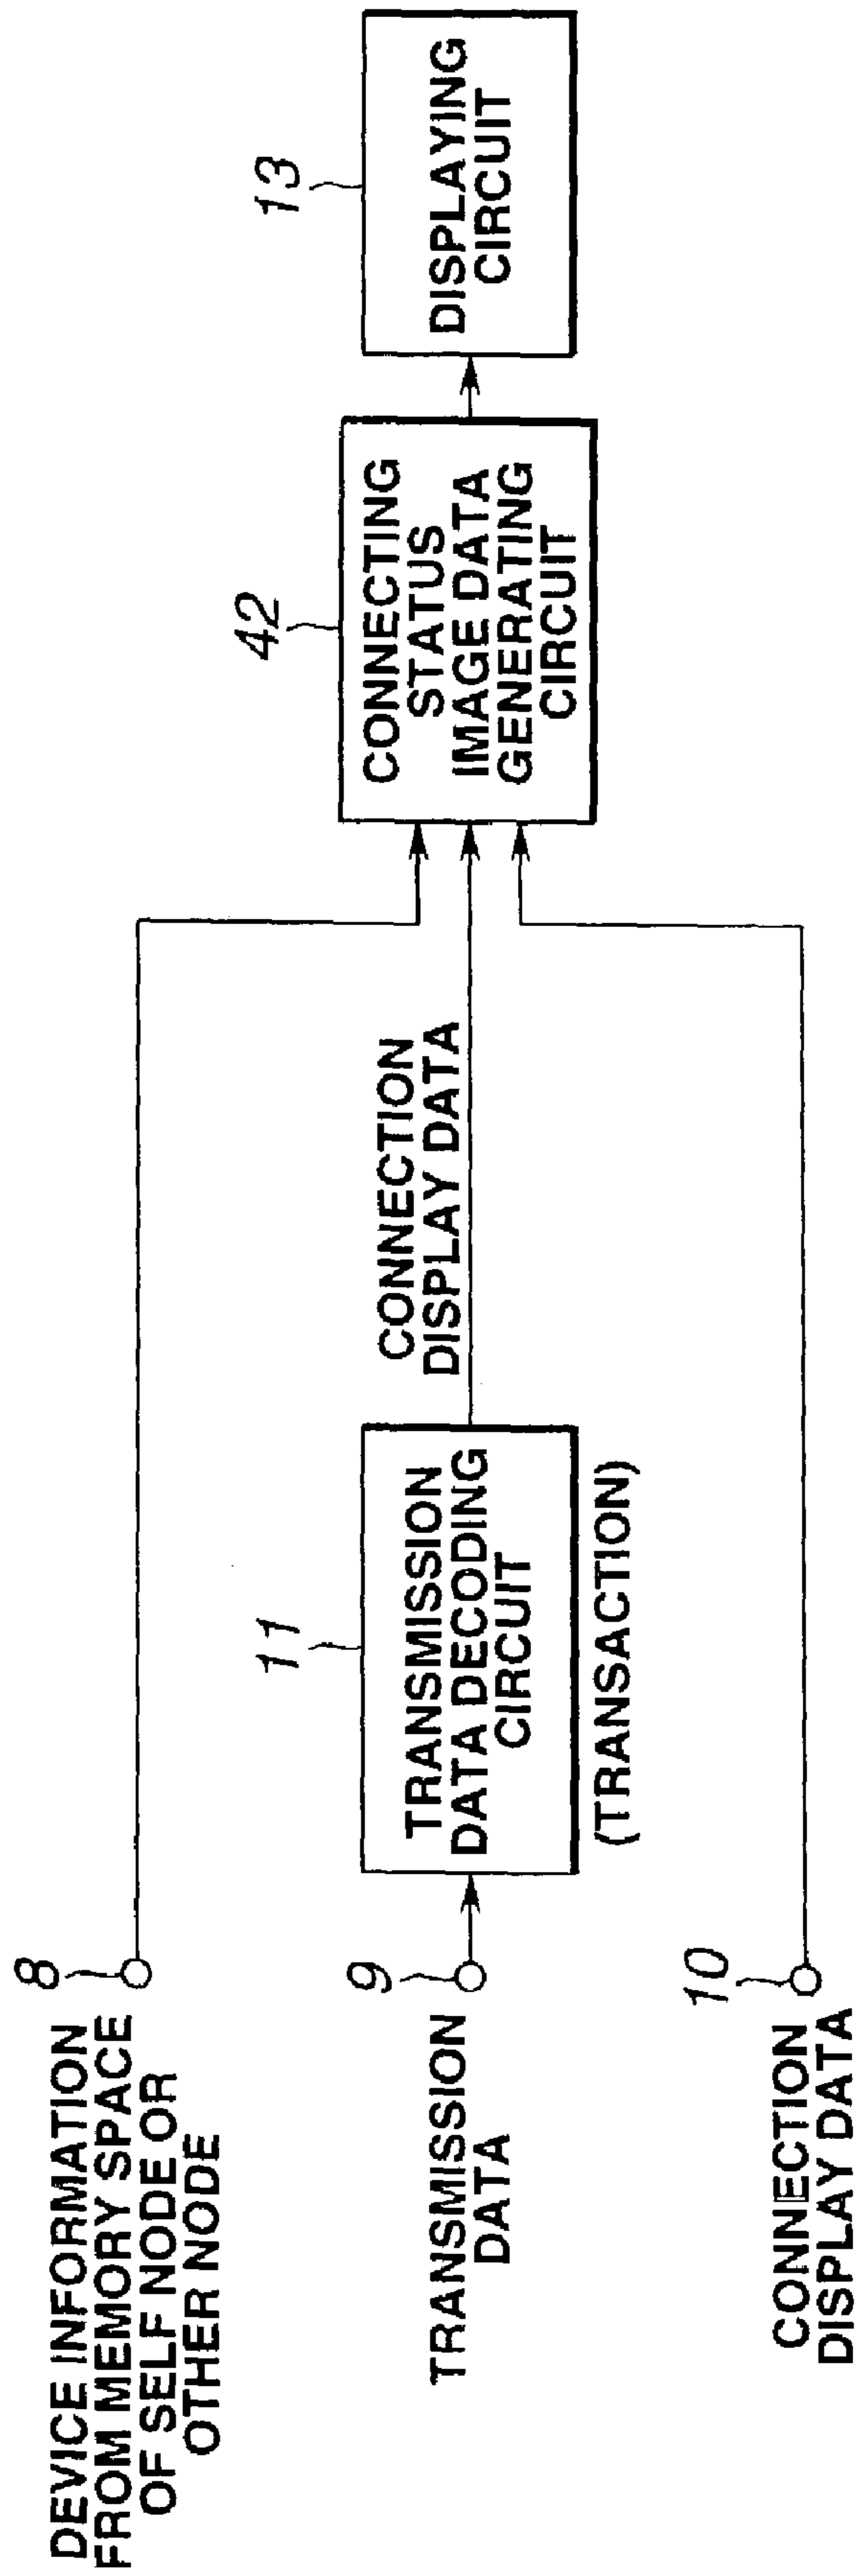 8
DEVICE INFORMATION
FROM MEMORY SPACE
OF SELF NODE OR
OTHER NODE
9
TRANSMISSION
DATA
11
TRANSMISSION
DATA DECODING
CIRCUIT
(TRANSACTION)
CONNECTION
DISPLAY DATA
42
CONNECTING
STATUS
IMAGE DATA
GENERATING
CIRCUIT
13
DISPLAYING
CIRCUIT
10
CONNECTION
DISPLAY DATA